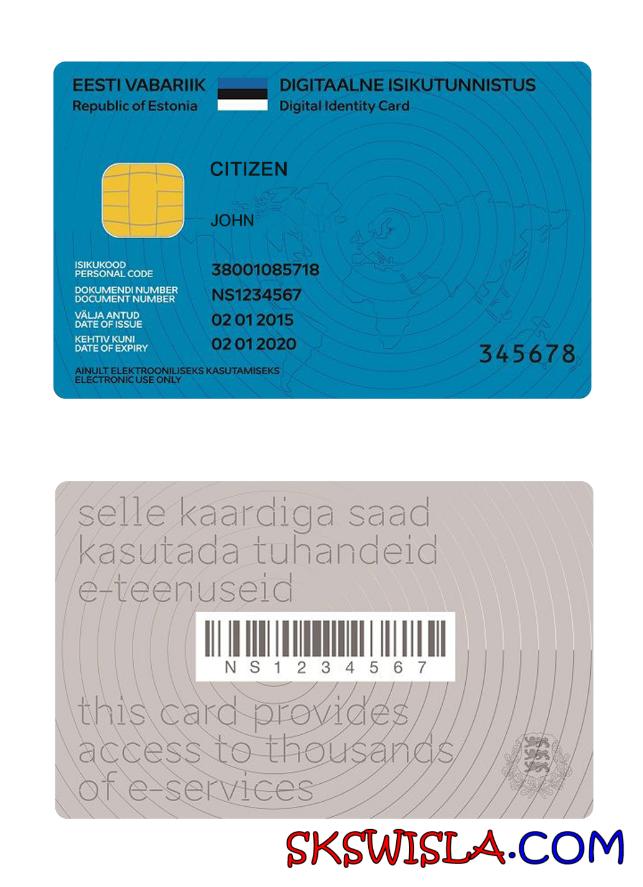 EESTI VABARIIK DIGITAALNE ISIKUTUNNISTUS
Republic of Estonia Digital Identity Card
CITIZEN
JOHN
ISIKUKOOD
PERSONAL CODE 38001085718
DOKUMENDI NUMBER
DOCUMENT NUMBER NS1234567
VÄLJA ANTUD
DATE OF ISSUE 02 01 2015
KEHTIV KUNI
DATE OF EXPIRY 02 01 2020
345678
AINULT ELEKTROONILISEKS KASUTAMISEKS
ELECTRONIC USE ONLY
selle kaardiga saad
kasutada tuhandeid
e-teenuseid
NS1234567
this card provides
access to thousands
of e-services
SKSWISLA.COM